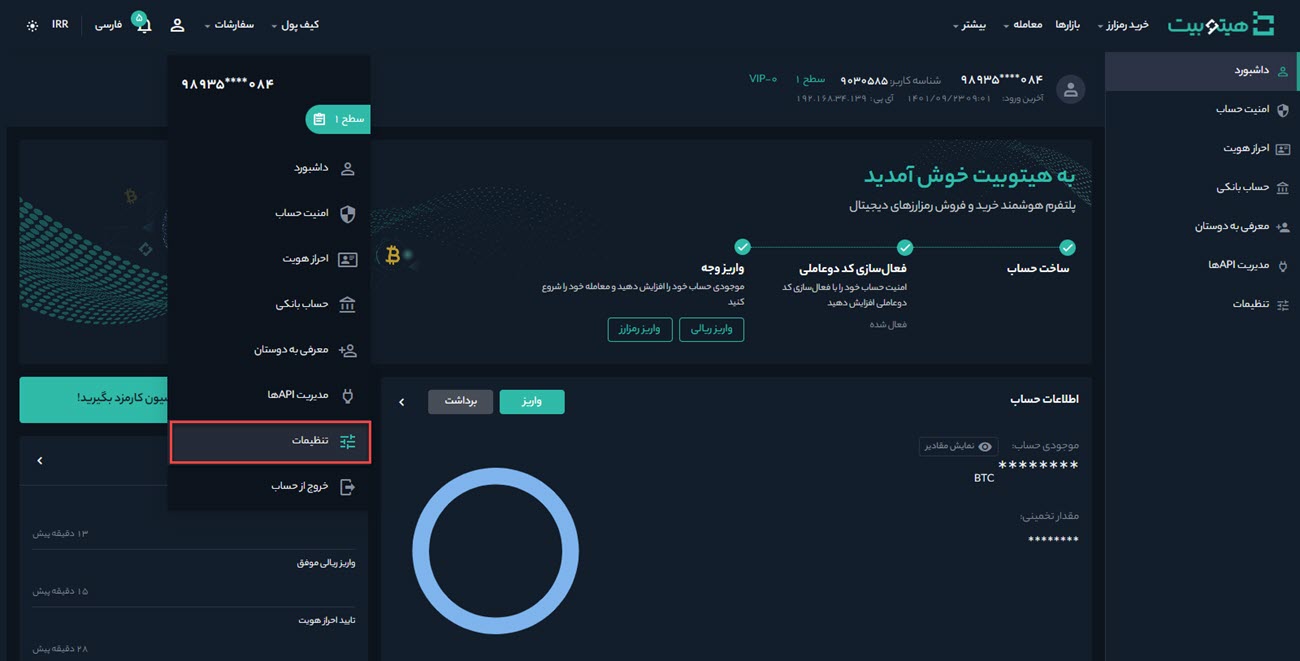 هیتوبیت
خرید رمزارز
بازارها
معامله
بیشتر
کیف پول
سفارشات
۵
فارسی
IRR
داشبورد
امنیت حساب
احراز هویت
حساب بانکی
معرفی به دوستان
مدیریت APIها
تنظیمات
۹۸۹۳۵****۰۸۴ شناسه کاربر: ۹۰۳۰۵۸۵ سطح ۱ VIP-۰
آخرین ورود: ۱۴۰۱/۰۹/۲۳ ۰۹:۰۱ آی پی: ۱۹۲.۱۶۸.۳۴.۱۳۹
۹۸۹۳۵****۰۸۴
سطح ۱
داشبورد
امنیت حساب
احراز هویت
حساب بانکی
معرفی به دوستان
مدیریت APIها
تنظیمات
خروج از حساب
به هیتوبیت خوش آمدید
پلتفرم هوشمند خرید و فروش رمزارزهای دیجیتال
ساخت حساب
فعال‌سازی کد دوعاملی
امنیت حساب خود را با فعال‌سازی کد
دوعاملی افزایش دهید
فعال شده
واریز وجه
موجودی حساب خود را افزایش دهید و معامله خود را شروع
کنید
واریز ریالی
واریز رمزارز
اطلاعات حساب
واریز
برداشت
موجودی حساب:
نمایش مقادیر
********
BTC
مقدار تخمینی:
********
کارمزد بگیرید!
۱۳ دقیقه پیش
واریز ریالی موفق
۱۵ دقیقه پیش
تایید احراز هویت
۲۸ دقیقه پیش